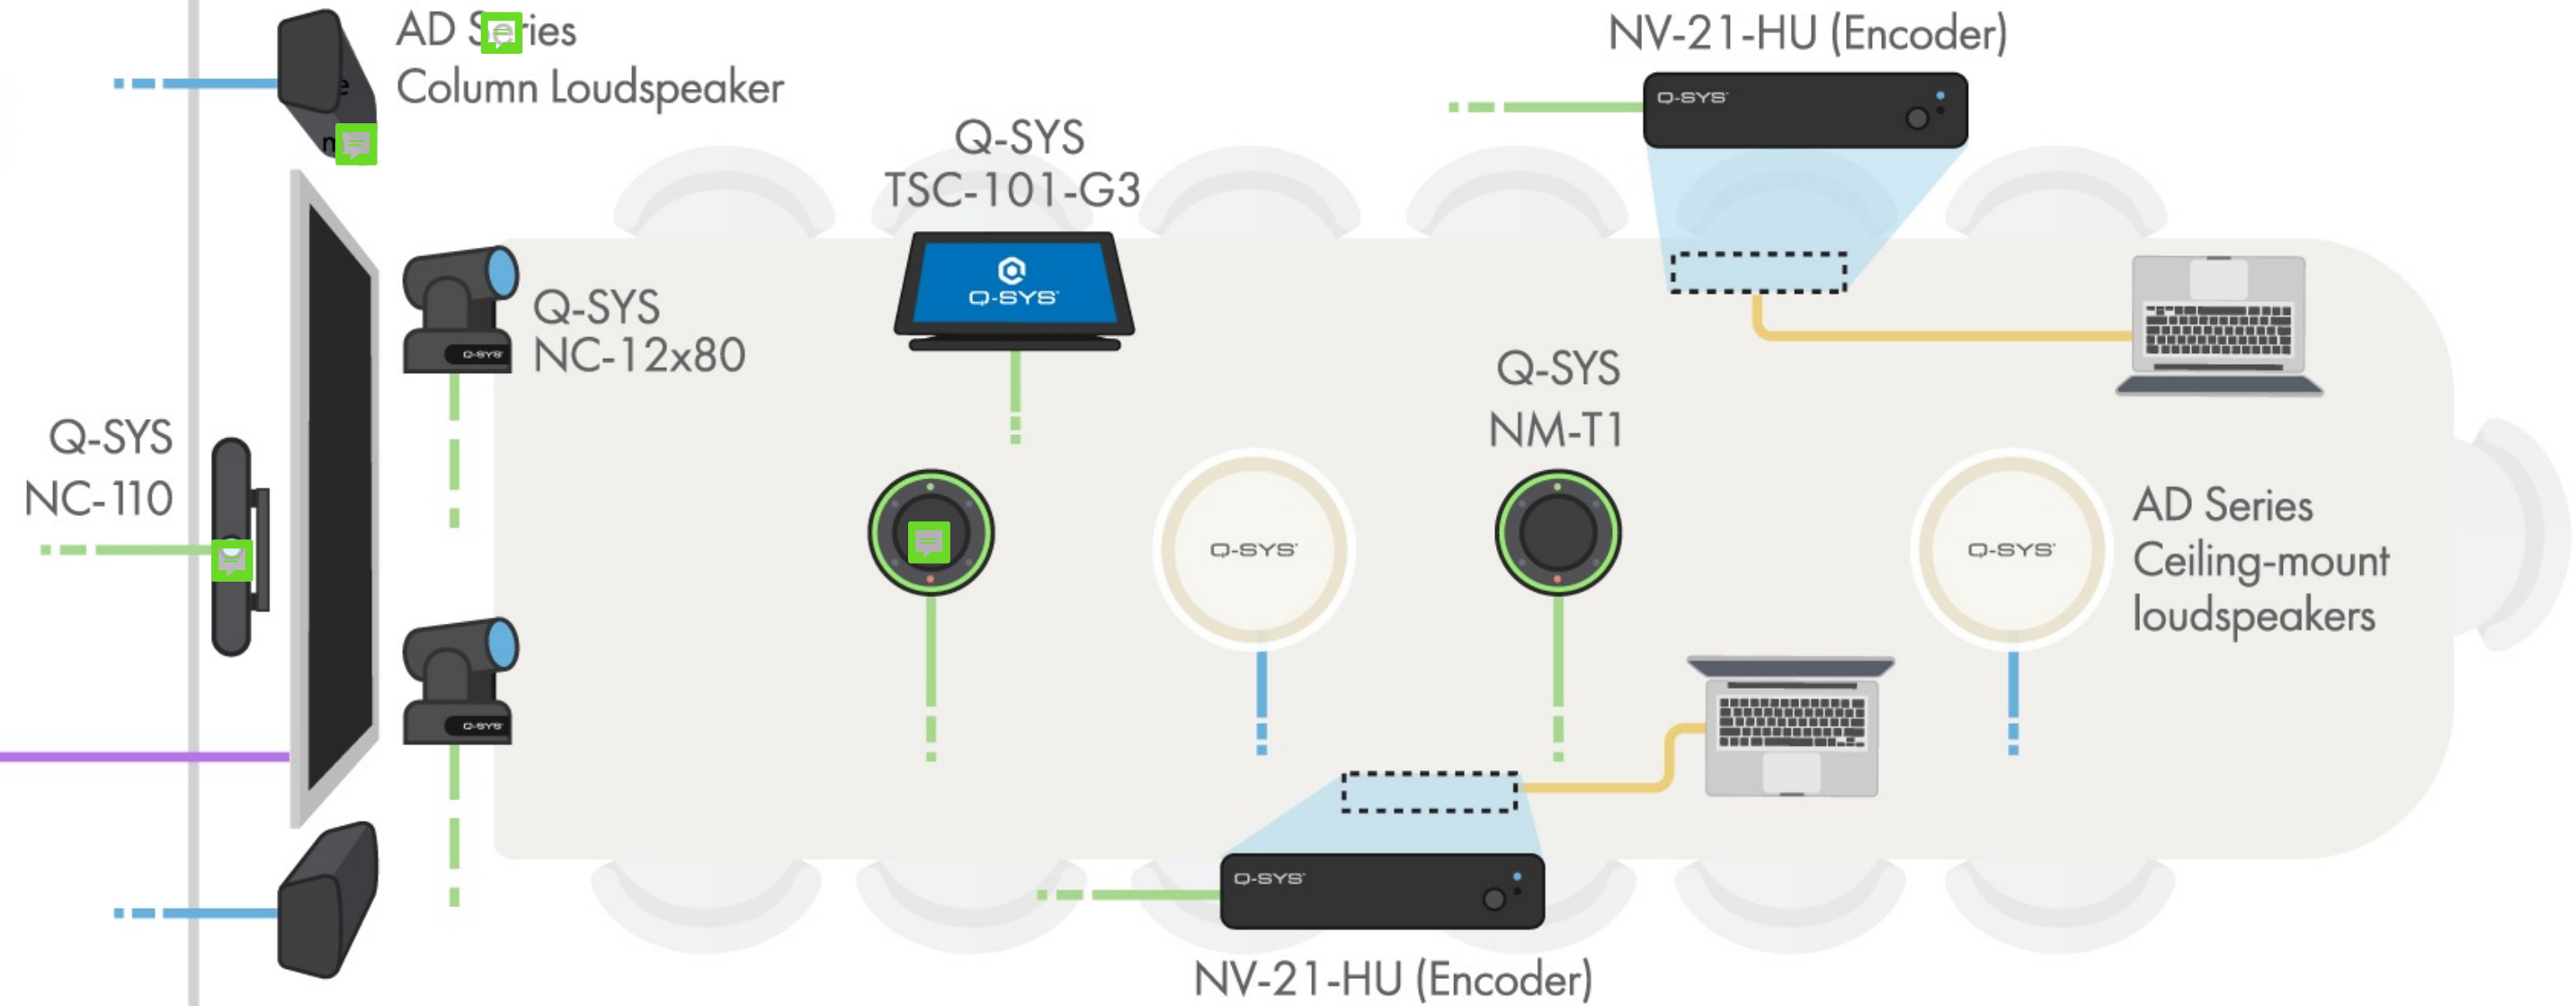 AD Series
Column Loudspeaker
e
n
NV-21-HU (Encoder)
Q-SYS
Q-SYS
TSC-101-G3
Q-SYS
Q-SYS
NC-12x80
Q-SYS
Q-SYS
NM-T1
Q-SYS
NC-110
Q-SYS
Q-SYS
AD Series
Ceiling-mount
loudspeakers
Q-SYS
Q-SYS
NV-21-HU (Encoder)